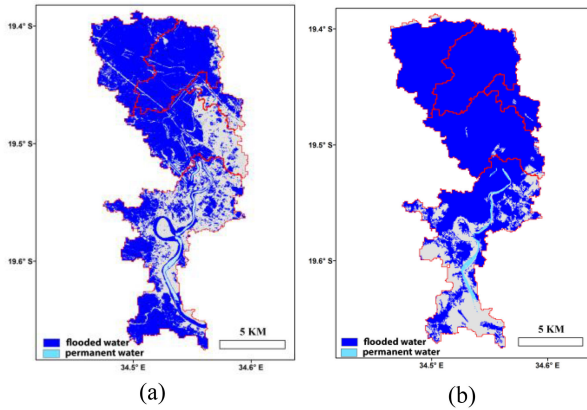 19.4° S
19.5° S
19.6° S
flooded water
permanent water
5 KM
34.5° E
34.6° E
(a)
19.4° S
19.5° S
19.6° S
flooded water
permanent water
5 KM
34.5° E
34.6° E
(b)